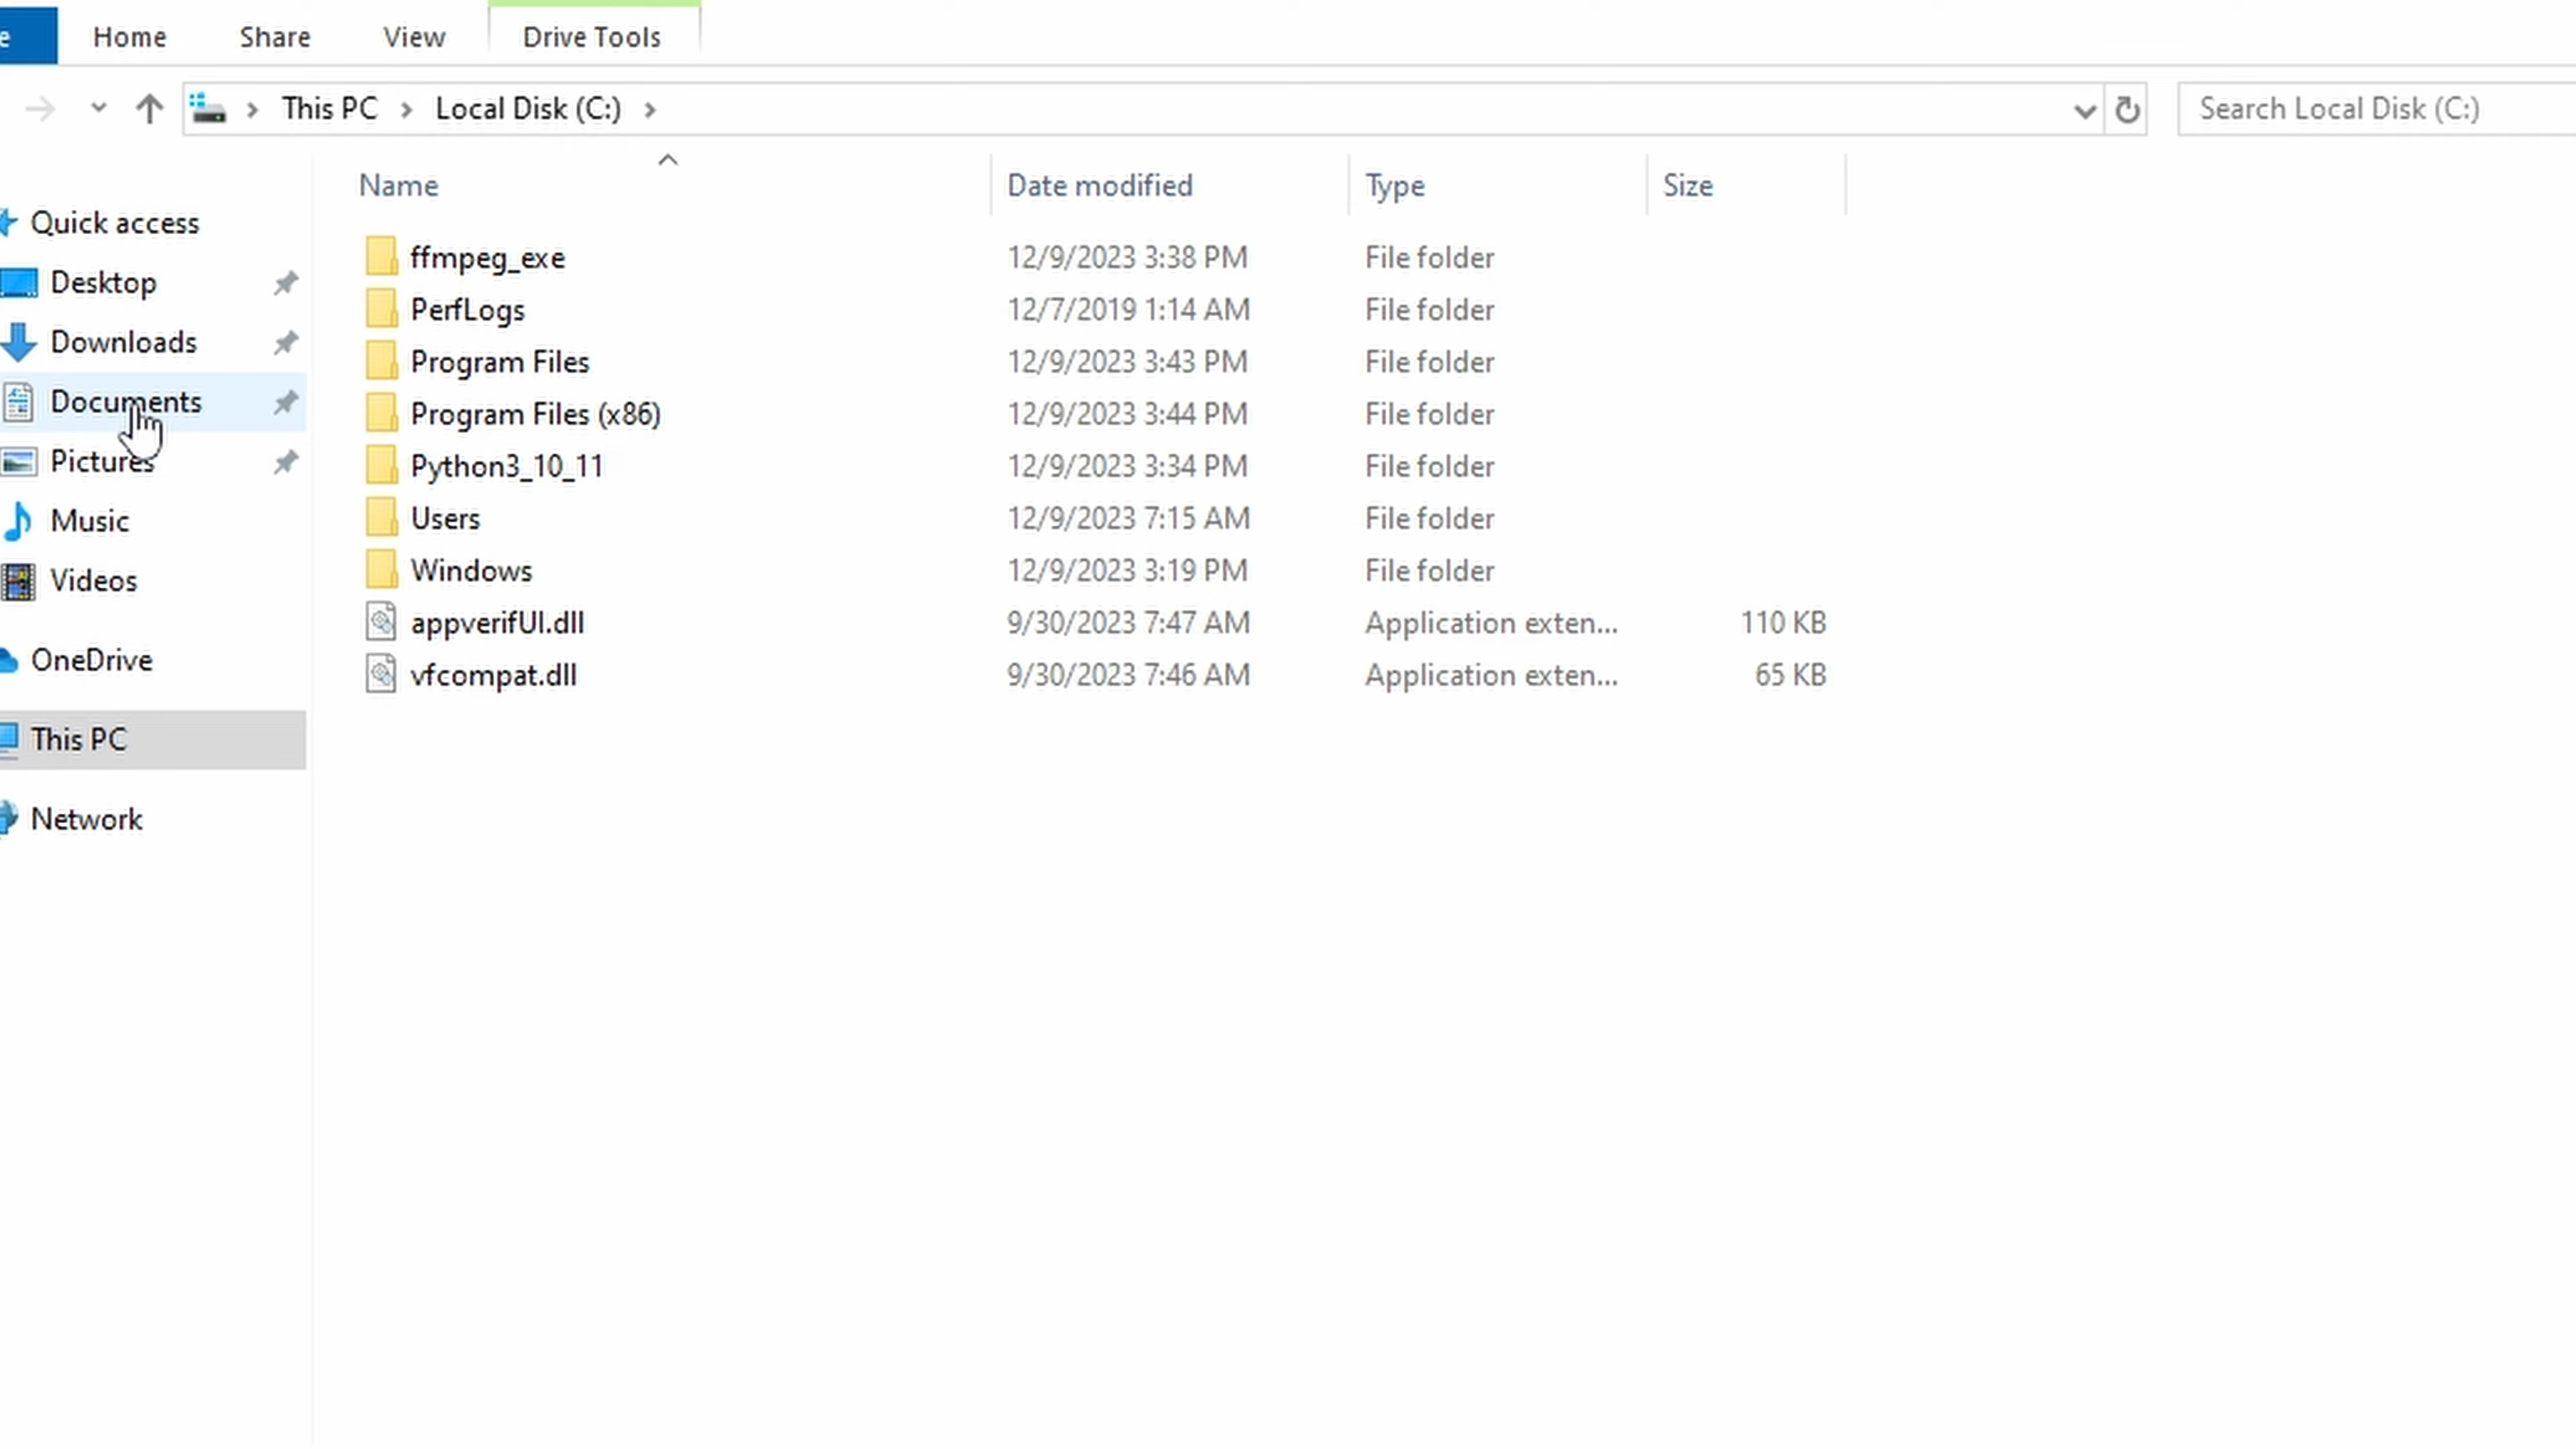 e Home Share View Drive Tools
This PC Local Disk (C:) Search Local Disk (C:)
Name Date modified Type Size
Quick access
Desktop
Downloads
Documents
Pictures
Music
Videos
OneDrive
This PC
Network
ffmpeg_exe 12/9/2023 3:38 PM File folder
PerfLogs 12/7/2019 1:14 AM File folder
Program Files 12/9/2023 3:43 PM File folder
Program Files (x86) 12/9/2023 3:44 PM File folder
Python3_10_11 12/9/2023 3:34 PM File folder
Users 12/9/2023 7:15 AM File folder
Windows 12/9/2023 3:19 PM File folder
appverifUI.dll 9/30/2023 7:47 AM Application exten... 110 KB
vfcompat.dll 9/30/2023 7:46 AM Application exten... 65 KB